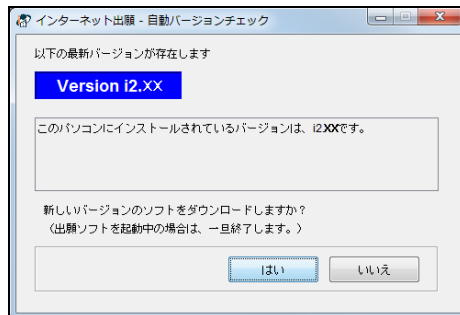 インターネット出願 - 自動バージョンチェック
以下の最新バージョンが存在します
Version i2.XX
このパソコンにインストールされているバージョンは、i2XXです。
新しいバージョンのソフトをダウンロードしますか？
（出願ソフトを起動中の場合は、一旦終了します。）
はい
いいえ